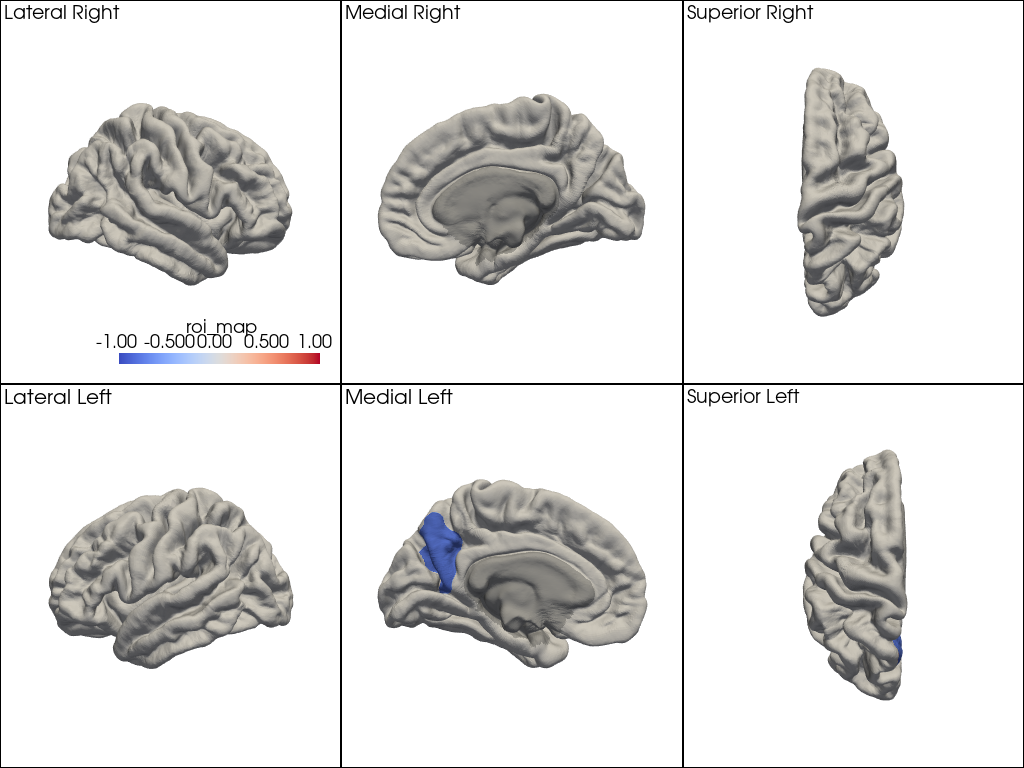 Lateral Right
Medial Right
Superior Right
roi_map
-1.00 -0.500 0.00 0.500 1.00
Lateral Left
Medial Left
Superior Left